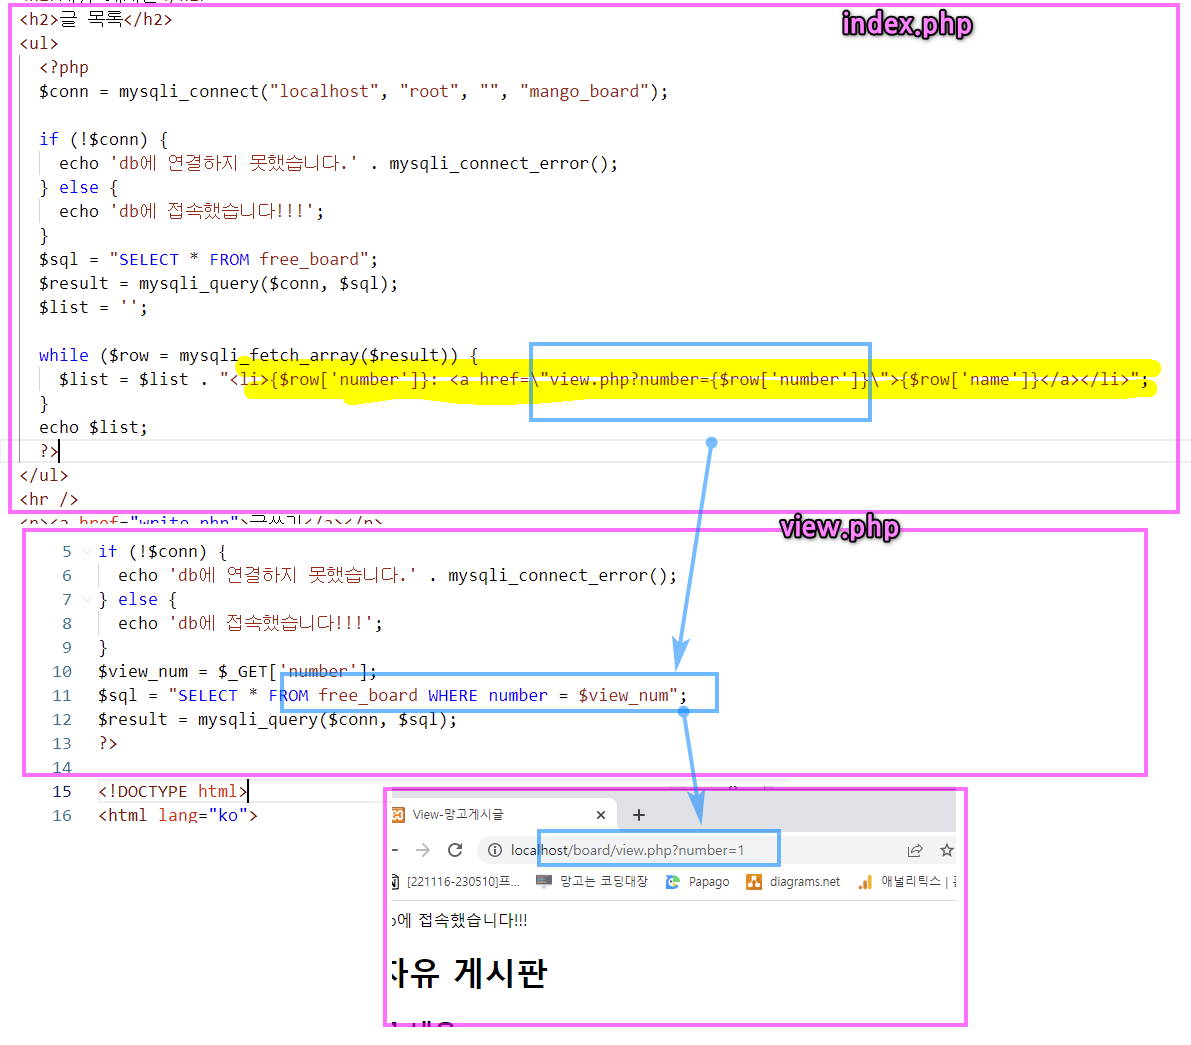 index.php
<h2>글 목록</h2>
<ul>
<?php
$conn = mysqli_connect("localhost", "root", "", "mango_board");
if (!$conn) {
echo 'db에 연결하지 못했습니다.' . mysqli_connect_error();
} else {
echo 'db에 접속했습니다!!!';
}
$sql = "SELECT * FROM free_board";
$result = mysqli_query($conn, $sql);
$list = '';
while ($row = mysqli_fetch_array($result)) {
$list = $list . "<li>{$row['number']}: <a href=\"view.php?number={$row['number']}\">{$row['name']}</a></li>";
}
echo $list;
?>
</ul>
<hr />
<p><a href="write.php">글쓰기</a></p>
view.php
5 if (!$conn) {
6 echo 'db에 연결하지 못했습니다.' . mysqli_connect_error();
7 } else {
8 echo 'db에 접속했습니다!!!';
9 }
10 $view_num = $_GET['number'];
11 $sql = "SELECT * FROM free_board WHERE number = $view_num";
12 $result = mysqli_query($conn, $sql);
13 ?>
14
15 <!DOCTYPE html>
16 <html lang="ko">
View-망고게시글
localhost/board/view.php?number=1
[221116-230510]프... 망고는 코딩대장 Papago diagrams.net 애널리틱스 |
에 접속했습니다!!!
자유 게시판